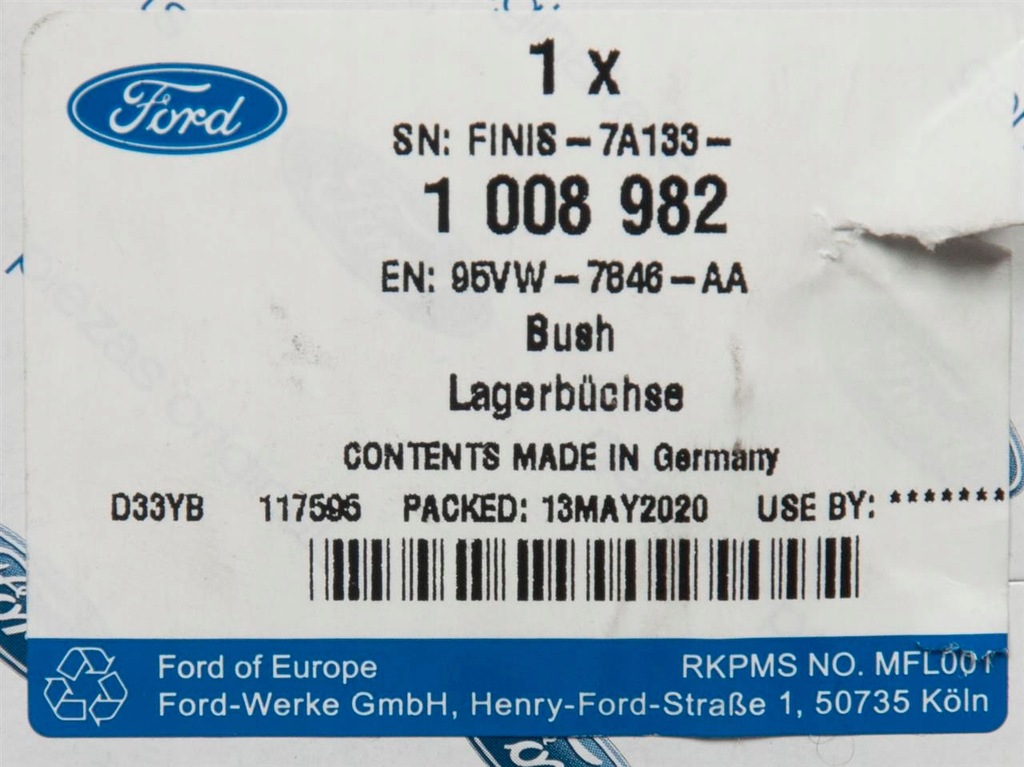 Ford
1 x
SN: FINIS - 7A133 -
1 008 982
EN: 95VW - 7846 - AA
Bush
Lagerbüchse
CONTENTS MADE IN Germany
D33YB 117595 PACKED: 13MAY2020 USE BY: *******
Ford of Europe RKPMS NO. MFL001
Ford-Werke GmbH, Henry-Ford-Straße 1, 50735 Köln